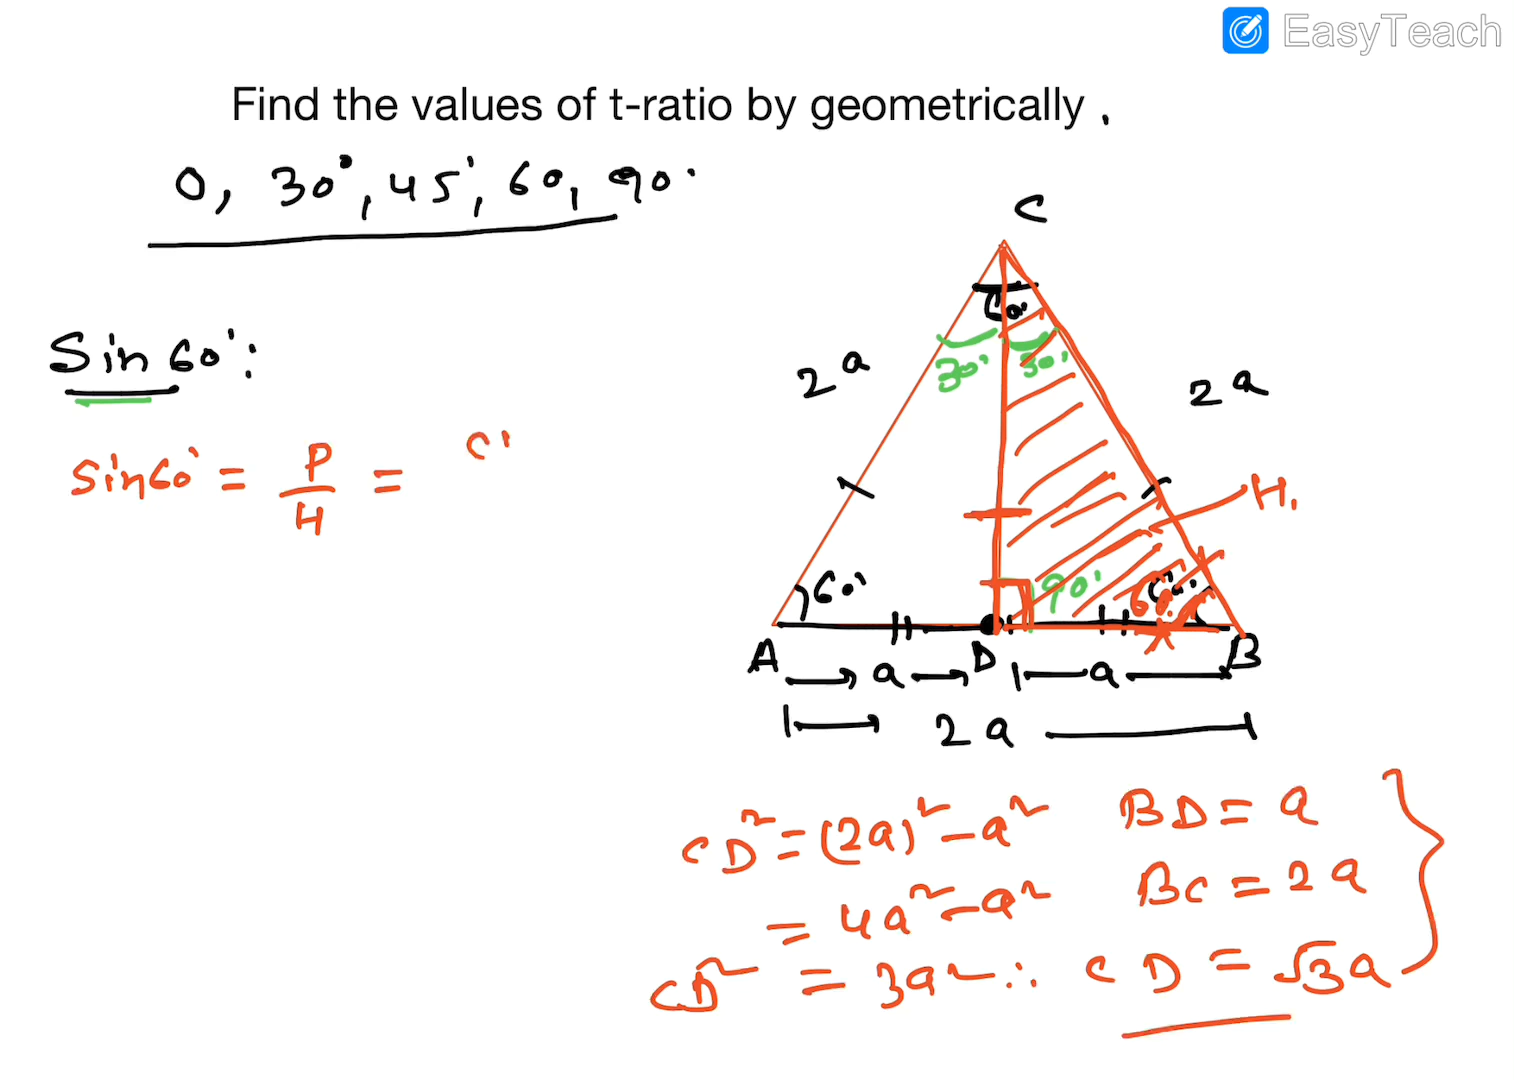 EasyTeach
Find the values of t-ratio by geometrically .
0, 30°, 45°, 60, 90°
Sin 60°:
Sin60° = P/H = C
C
60°
30° 30°
2a
2a
H.
60°
90°
60°
60°
A
D
B
a
a
2a
CD² = (2a)² - a²
BD = a
= 4a² - a²
BC = 2a
CD² = 3a² ∴ CD = √3a